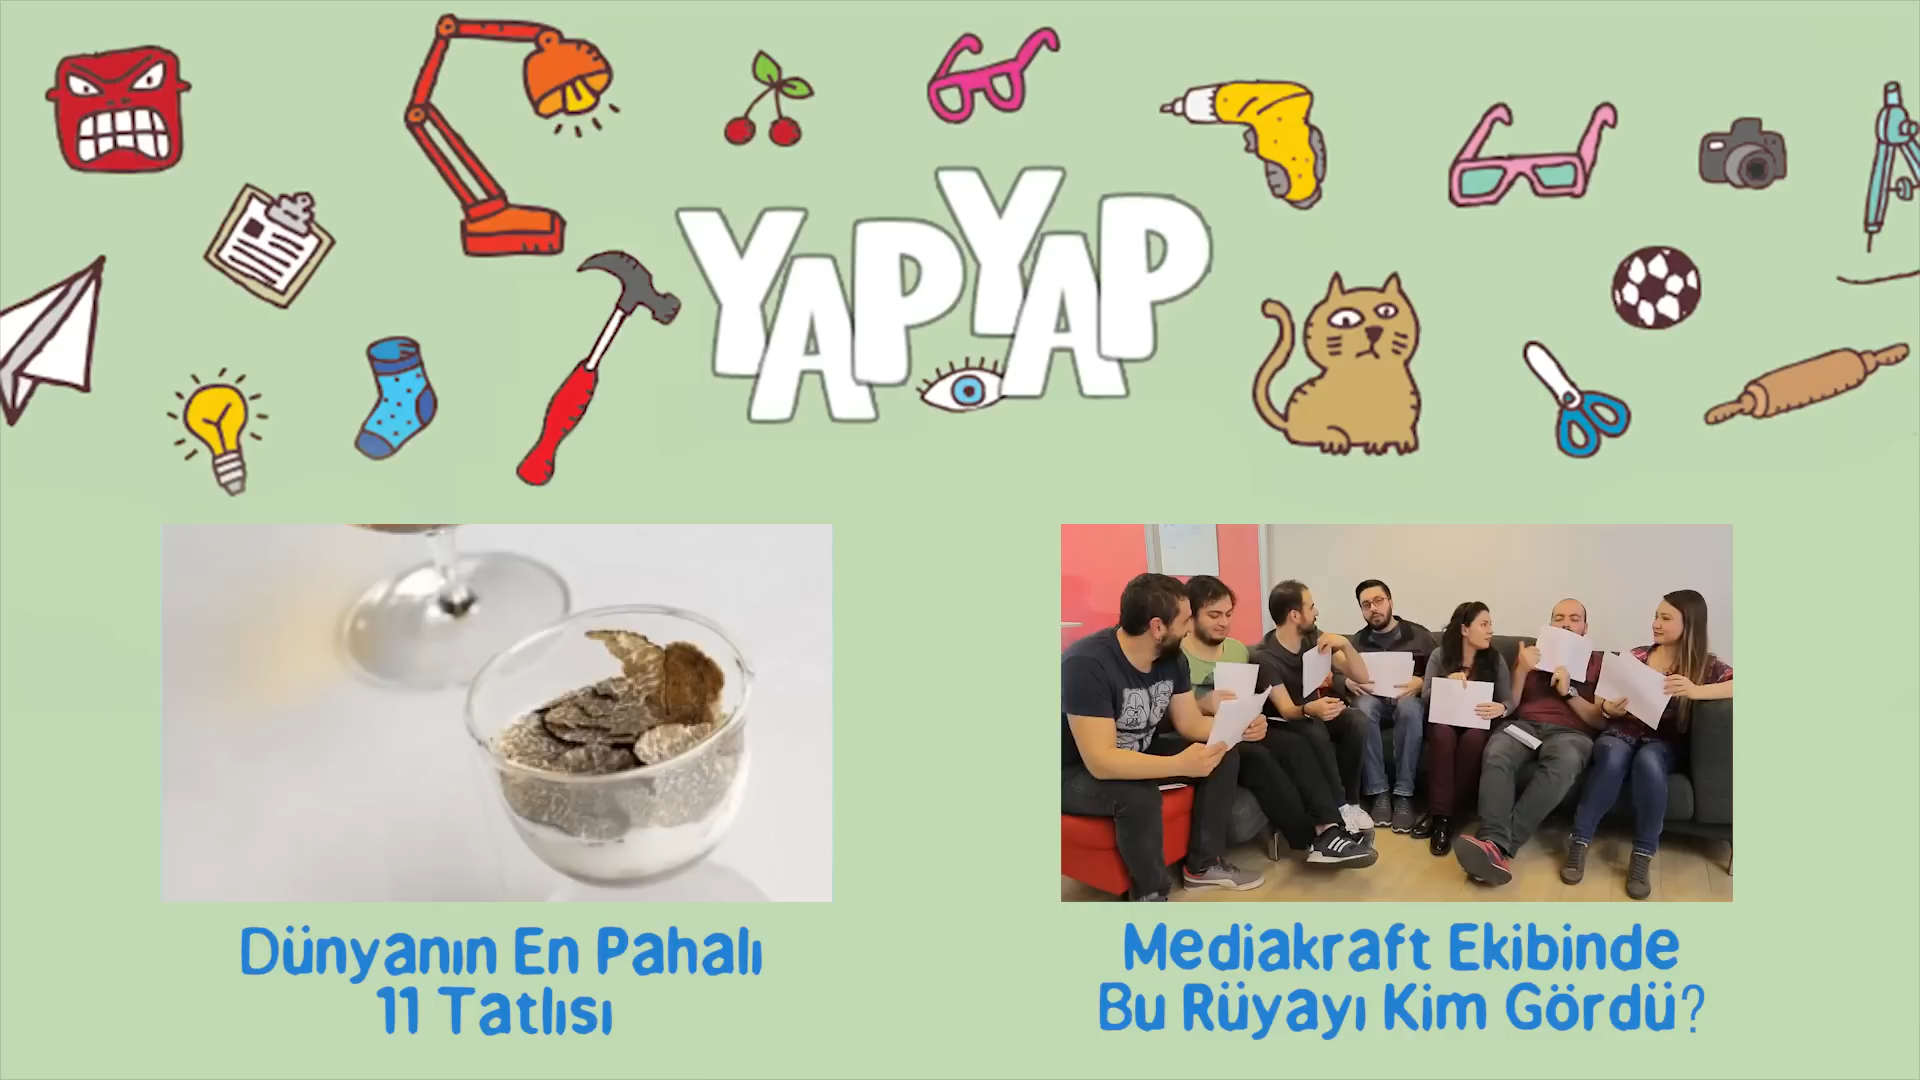 YAPYAP
Dünyanın En Pahalı
11 Tatlısı
Mediakraft Ekibinde
Bu Rüyayı Kim Gördü?